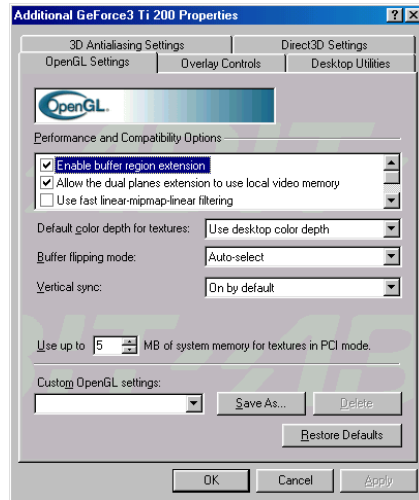 Additional GeForce3 Ti 200 Properties
3D Antialiasing Settings
Direct3D Settings
OpenGL Settings
Overlay Controls
Desktop Utilities
OpenGL.
Performance and Compatibility Options
Enable buffer region extension
Allow the dual planes extension to use local video memory
Use fast linear-mipmap-linear filtering
Default color depth for textures: Use desktop color depth
Buffer flipping mode: Auto-select
Vertical sync: On by default
Use up to 5 MB of system memory for textures in PCI mode.
Custom OpenGL settings:
Save As... Delete
Restore Defaults
OK Cancel Apply